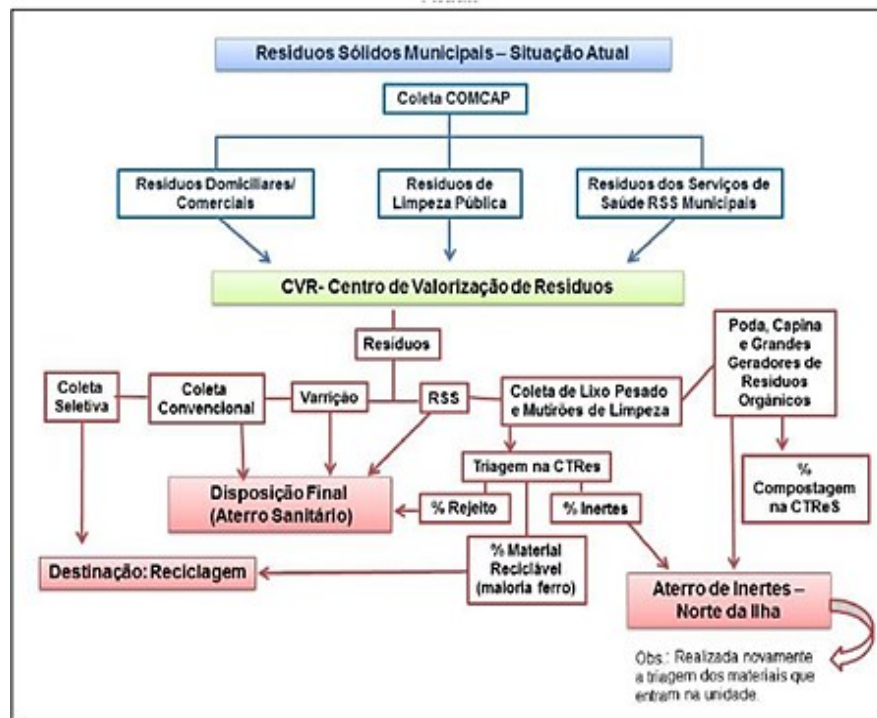 Resíduos Sólidos Municipais – Situação Atual
Coleta COMCAP
Resíduos Domiciliares/
Comerciais
Resíduos de
Limpeza Pública
Resíduos dos Serviços de
Saúde RSS Municipais
CVR- Centro de Valorização de Resíduos
Resíduos
Coleta
Seletiva
Coleta
Convencional
Varrição
RSS
Coleta de Lixo Pesado
e Mutirões de Limpeza
Poda, Capina
e Grandes
Geradores de
Resíduos
Orgânicos
Triagem na CTRes
%
Compostagem
na CTReS
Disposição Final
(Aterro Sanitário)
% Rejeito
% Inertes
% Material
Reciclável
(maioria ferro)
Destinação: Reciclagem
Aterro de Inertes –
Norte da Ilha
Obs.: Realizada novamente
a triagem dos materiais que
entram na unidade.